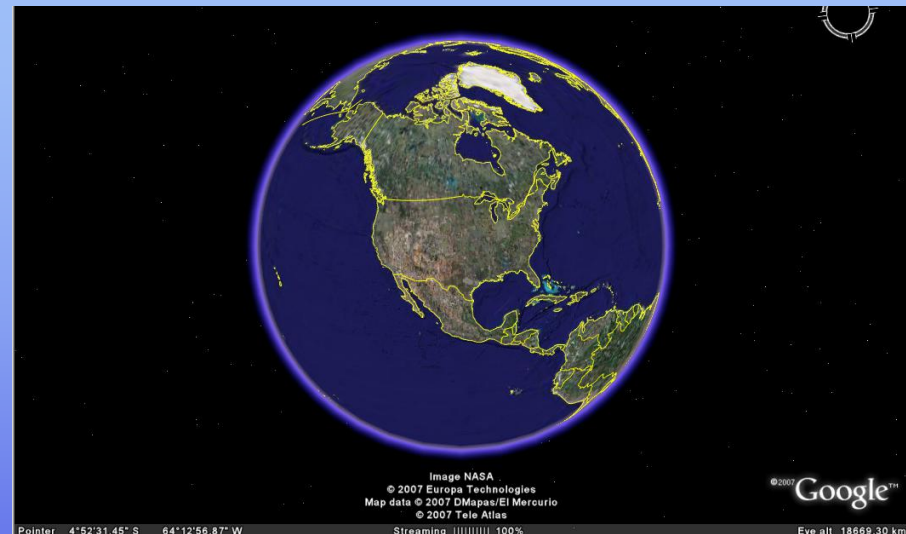 Image NASA
© 2007 Europa Technologies
Map data © 2007 DMapas/El Mercurio
© 2007 Tele Atlas
©2007 Google™
Pointer 4°52'31.45" S 64°12'56.87" W Streaming |||||||||| 100% Eye alt 18669.30 km